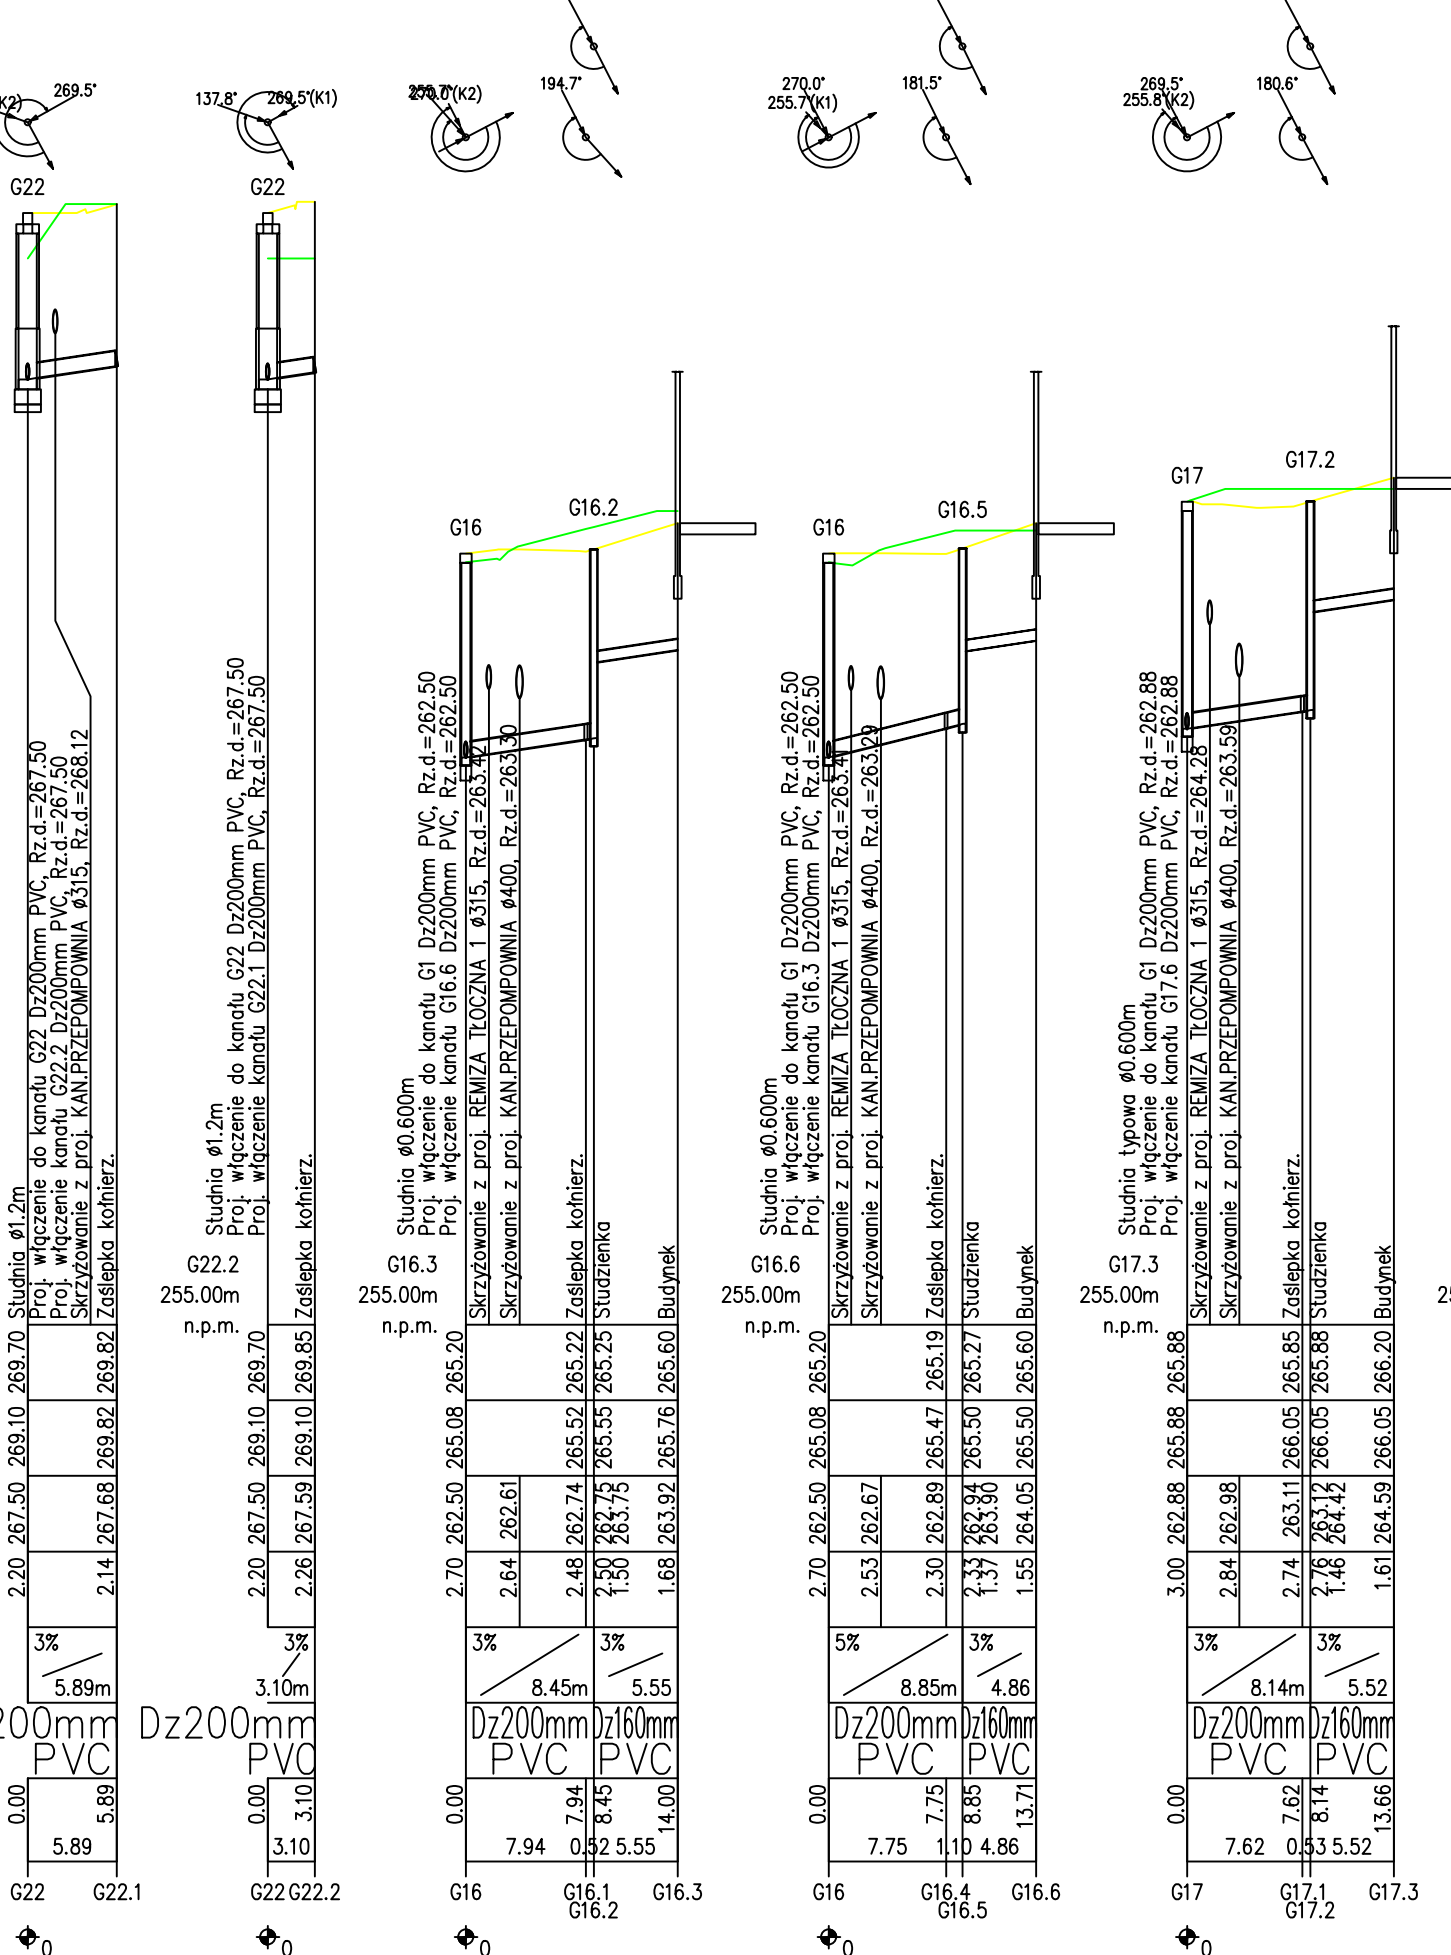 K2)
269.5°
137.8°
269.5°(K1)
270.0°(K2)
194.7°
270.0°
255.7°(K1)
181.5°
269.5°
255.8°(K2)
180.6°
G22
G22
G16
G16.2
G16
G16.5
G17
G17.2
Studnia ø1.2m
Proj. włączenie do kanału G22 Dz200mm PVC, Rz.d.=267.50
Proj. włączenie kanału G22.2 Dz200mm PVC, Rz.d.=267.50
Skrzyżowanie z proj. KAN.PRZEPOMPOWNIA ø315, Rz.d.=268.12
Zaślepka kołnierz.
269.70 269.82
269.10 269.82
267.50 267.68
2.20 2.14
3%
5.89m
200mm
PVC
0.00 5.89
5.89
G22 G22.1
0
Studnia ø1.2m
Proj. włączenie do kanału G22 Dz200mm PVC, Rz.d.=267.50
Proj. włączenie kanału G22.1 Dz200mm PVC, Rz.d.=267.50
Zaślepka kołnierz.
G22.2
255.00m
n.p.m.
269.70 269.85
269.10 269.10
267.50 267.59
2.20 2.26
3%
3.10m
Dz200mm
PVC
0.00 3.10
3.10
G22 G22.2
0
Studnia ø0.600m
Proj. włączenie do kanału G1 Dz200mm PVC, Rz.d.=262.50
Proj. włączenie kanału G16.6 Dz200mm PVC, Rz.d.=262.50
Skrzyżowanie z proj. REMIZA TŁOCZNA 1 ø315, Rz.d.=263.42
Skrzyżowanie z proj. KAN.PRZEPOMPOWNIA ø400, Rz.d.=263.30
Zaślepka kołnierz.
Studzienka
Budynek
G16.3
255.00m
n.p.m.
265.20 265.22 265.25 265.60
265.08 265.52 265.55 265.76
262.50 262.61 262.74 262.75 263.75 263.92
2.70 2.64 2.48 2.50 1.50 1.68
3% 3%
8.45m 5.55
Dz200mm Dz160mm
PVC PVC
0.00 7.94 8.45 14.00
7.94 0.52 5.55
G16 G16.1 G16.3
G16.2
0
Studnia ø0.600m
Proj. włączenie do kanału G1 Dz200mm PVC, Rz.d.=262.50
Proj. włączenie kanału G16.3 Dz200mm PVC, Rz.d.=262.50
Skrzyżowanie z proj. REMIZA TŁOCZNA 1 ø315, Rz.d.=263.41
Skrzyżowanie z proj. KAN.PRZEPOMPOWNIA ø400, Rz.d.=263.29
Zaślepka kołnierz.
Studzienka
Budynek
G16.6
255.00m
n.p.m.
265.20 265.19 265.27 265.60
265.08 265.47 265.50 265.50
262.50 262.67 262.89 262.94 263.90 264.05
2.70 2.53 2.30 2.33 1.37 1.55
5% 3%
8.85m 4.86
Dz200mm Dz160mm
PVC PVC
0.00 7.75 8.85 13.71
7.75 1.10 4.86
G16 G16.4 G16.6
G16.5
0
Studnia typowa ø0.600m
Proj. włączenie do kanału G1 Dz200mm PVC, Rz.d.=262.88
Proj. włączenie kanału G17.6 Dz200mm PVC, Rz.d.=262.88
Skrzyżowanie z proj. REMIZA TŁOCZNA 1 ø315, Rz.d.=264.28
Skrzyżowanie z proj. KAN.PRZEPOMPOWNIA ø400, Rz.d.=263.59
Zaślepka kołnierz.
Studzienka
Budynek
G17.3
255.00m
n.p.m.
265.88 265.85 265.88 266.20
265.88 266.05 266.05 266.05
262.88 262.98 263.11 263.12 264.42 264.59
3.00 2.84 2.74 2.76 1.46 1.61
3% 3%
8.14m 5.52
Dz200mm Dz160mm
PVC PVC
0.00 7.62 8.14 13.66
7.62 0.53 5.52
G17 G17.1 G17.3
G17.2
0
25